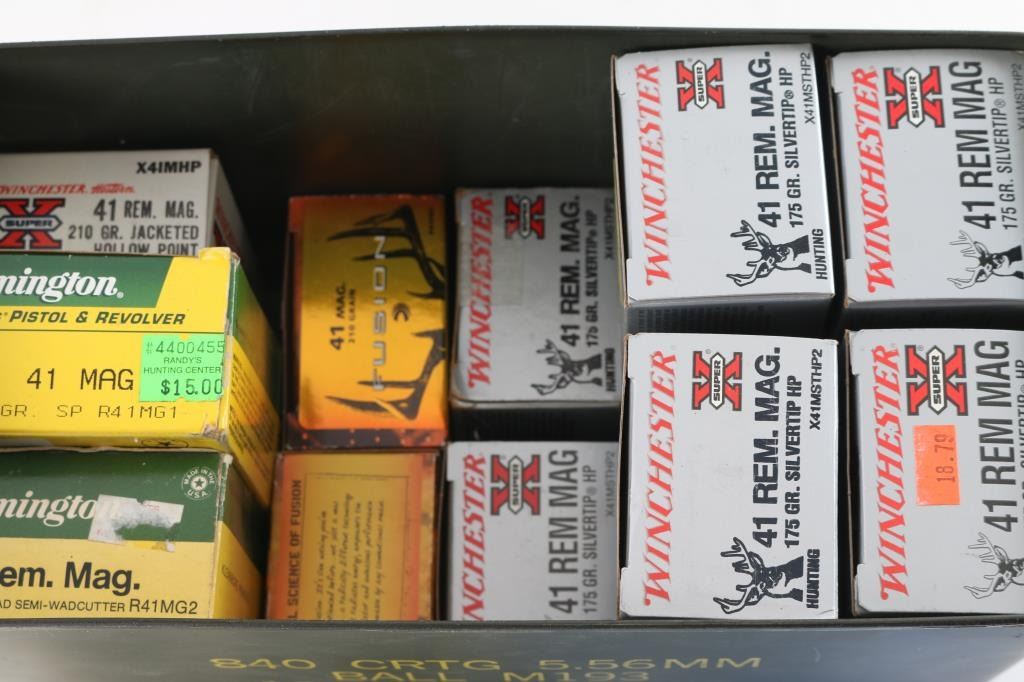 X41MHP
WINCHESTER Western
SUPER X
41 REM. MAG.
210 GR. JACKETED
HOLLOW POINT
mington®
PISTOL & REVOLVER
41 MAG
GR. SP R41MG1
4400455
RANDY'S
HUNTING CENTER
$15.00
mington
MADE IN THE
U.S.A.
em. Mag.
AD SEMI-WADCUTTER R41MG2
FUSION
41 MAG.
210 GRAIN
SCIENCE OF FUSION
WINCHESTER
SUPER X
41 REM. MAG.
175 GR. SILVERTIP® HP
X41MSTHP2
HUNTING
WINCHESTER
SUPER X
41 REM MAG
175 GR. SILVERTIP® HP
X41MSTHP2
WINCHESTER
SUPER X
41 REM. MAG.
175 GR. SILVERTIP® HP
X41MSTHP2
HUNTING
WINCHESTER
SUPER X
41 REM MAG
175 GR. SILVERTIP® HP
X41MSTHP2
WINCHESTER
SUPER X
41 REM. MAG.
175 GR. SILVERTIP HP
X41MSTHP2
HUNTING
WINCHESTER
SUPER X
18.79
41 REM MAG
840 CRTG 5.56MM
BALL M193